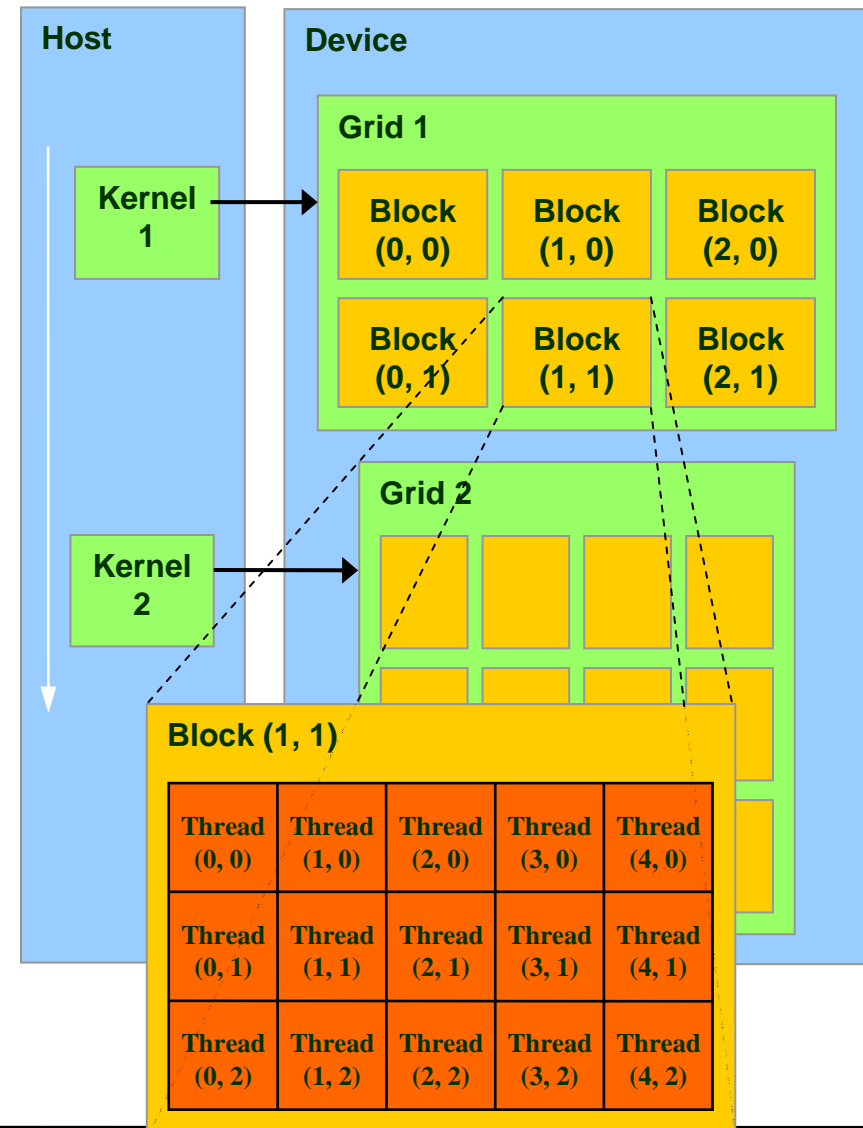 Host
Device
Grid 1
Kernel
1
Block
(0, 0)
Block
(1, 0)
Block
(2, 0)
Block
(0, 1)
Block
(1, 1)
Block
(2, 1)
Grid 2
Kernel
2
Block (1, 1)
Thread
(0, 0)
Thread
(1, 0)
Thread
(2, 0)
Thread
(3, 0)
Thread
(4, 0)
Thread
(0, 1)
Thread
(1, 1)
Thread
(2, 1)
Thread
(3, 1)
Thread
(4, 1)
Thread
(0, 2)
Thread
(1, 2)
Thread
(2, 2)
Thread
(3, 2)
Thread
(4, 2)